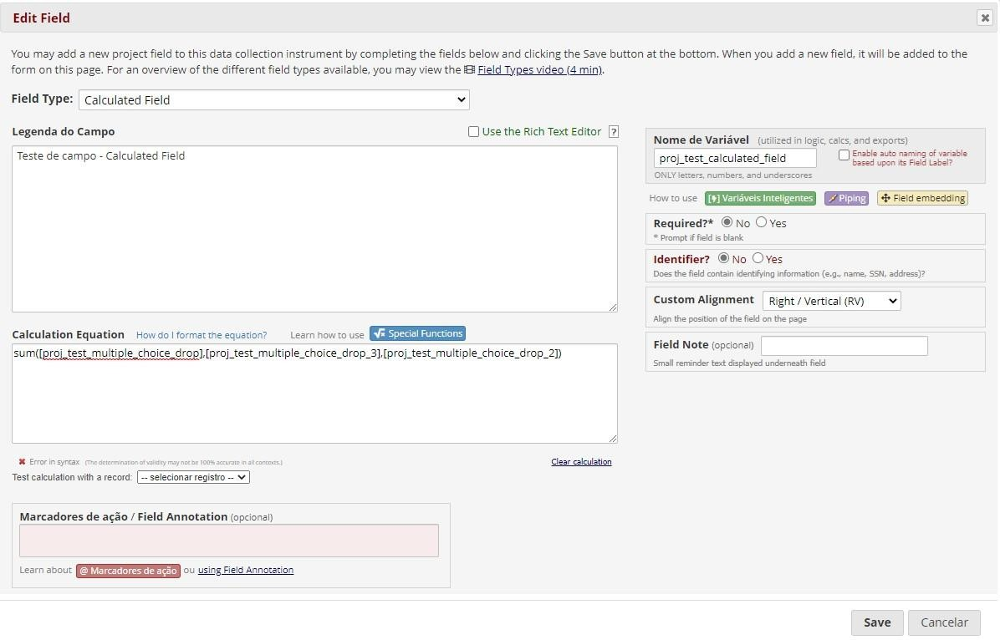 Edit Field
You may add a new project field to this data collection instrument by completing the fields below and clicking the Save button at the bottom. When you add a new field, it will be added to the
form on this page. For an overview of the different field types available, you may view the Field Types video (4 min).
Field Type: Calculated Field
Legenda do Campo
Use the Rich Text Editor ?
Teste de campo - Calculated Field
Calculation Equation How do I format the equation? Learn how to use Special Functions
sum([proj_test_multiple_choice_drop],[proj_test_multiple_choice_drop_3],[proj_test_multiple_choice_drop_2])
Error in syntax (The determination of validity may not be 100% accurate in all contexts.)
Clear calculation
Test calculation with a record: -- selecionar registro --
Marcadores de ação / Field Annotation (opcional)
Learn about @ Marcadores de ação ou using Field Annotation
Nome de Variável (utilized in logic, calcs, and exports)
proj_test_calculated_field
Enable auto naming of variable
based upon its Field Label?
ONLY letters, numbers, and underscores
How to use Variáveis Inteligentes Piping Field embedding
Required?* No Yes
* Prompt if field is blank
Identifier? No Yes
Does the field contain identifying information (e.g., name, SSN, address)?
Custom Alignment Right / Vertical (RV)
Align the position of the field on the page
Field Note (opcional)
Small reminder text displayed underneath field
Save
Cancelar